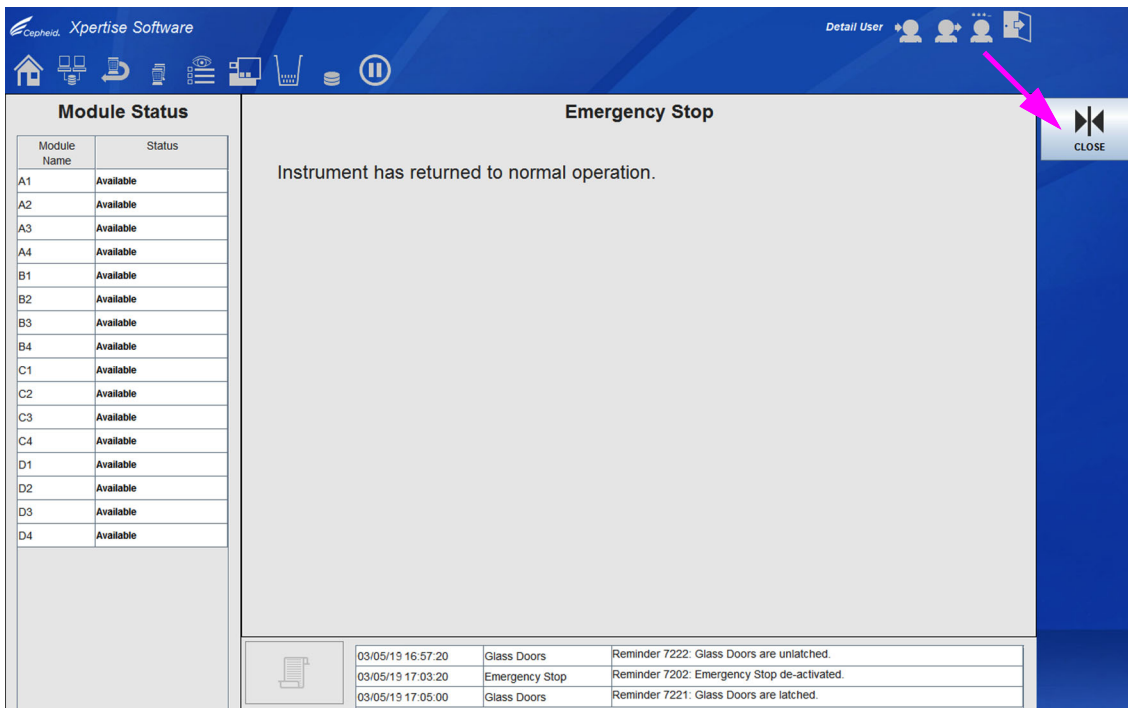 Cepheid. Xpertise Software
Detail User
Module Status
Emergency Stop
CLOSE
Module Name Status
Instrument has returned to normal operation.
A1 Available
A2 Available
A3 Available
A4 Available
B1 Available
B2 Available
B3 Available
B4 Available
C1 Available
C2 Available
C3 Available
C4 Available
D1 Available
D2 Available
D3 Available
D4 Available
03/05/19 16:57:20 Glass Doors Reminder 7222: Glass Doors are unlatched.
03/05/19 17:03:20 Emergency Stop Reminder 7202: Emergency Stop de-activated.
03/05/19 17:05:00 Glass Doors Reminder 7221: Glass Doors are latched.